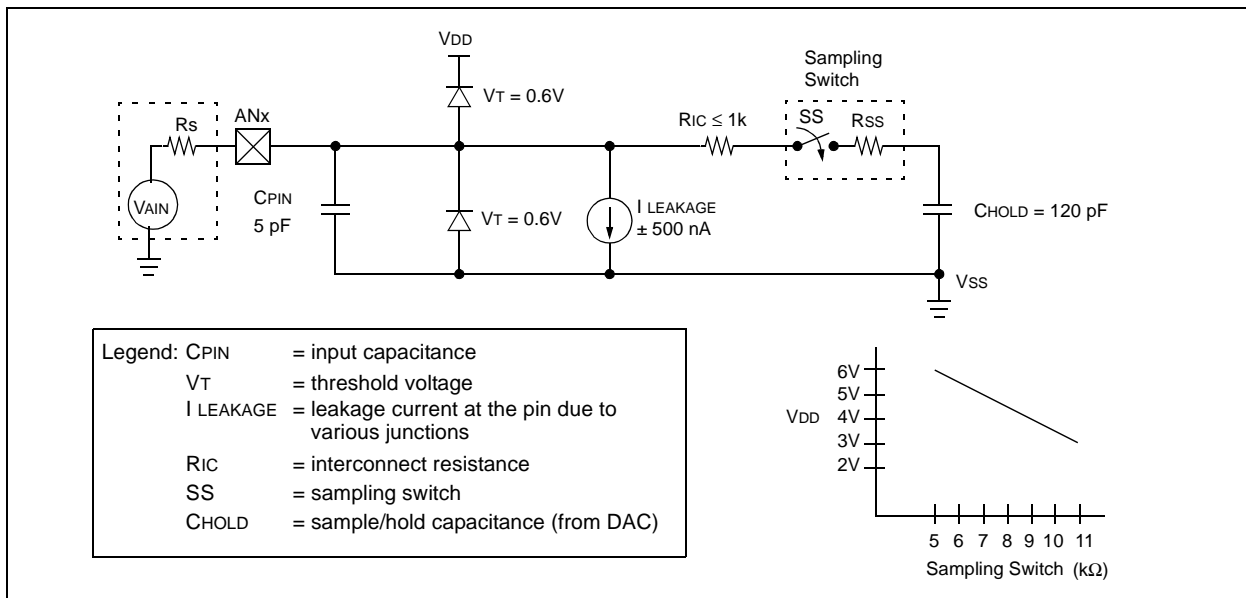 VDD
Sampling
Switch
VT = 0.6V
ANx
RIC ≤ 1k
SS
RSS
Rs
VAIN
CPIN
5 pF
VT = 0.6V
I LEAKAGE
± 500 nA
CHOLD = 120 pF
VSS
Legend: CPIN = input capacitance
VT = threshold voltage
I LEAKAGE = leakage current at the pin due to
various junctions
RIC = interconnect resistance
SS = sampling switch
CHOLD = sample/hold capacitance (from DAC)
6V
5V
VDD
4V
3V
2V
5 6 7 8 9 10 11
Sampling Switch (kΩ)